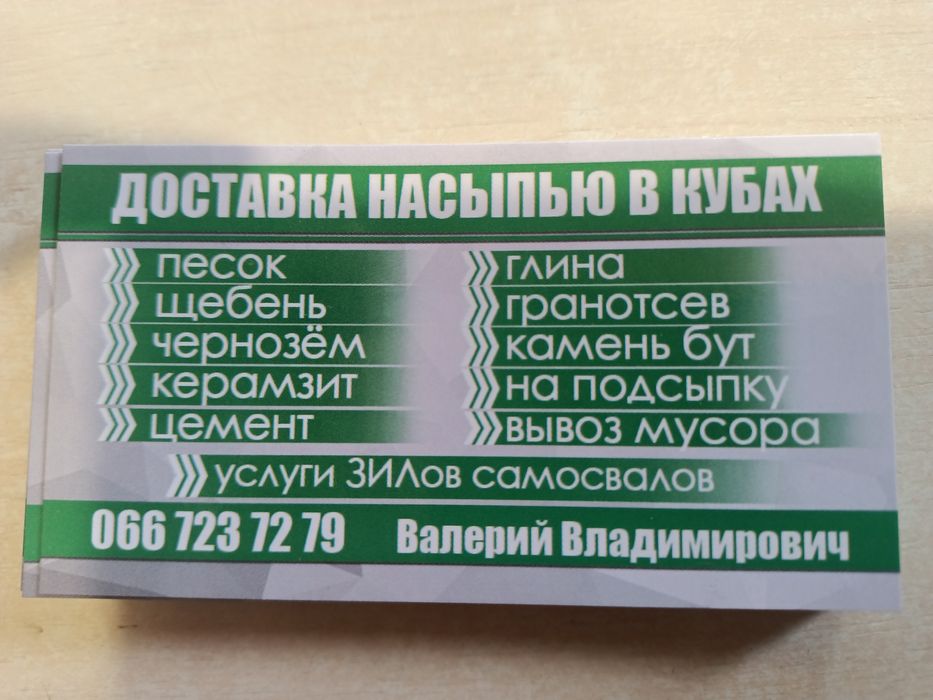 ДОСТАВКА НАСЫПЬЮ В КУБАХ
песок
щебень
чернозём
керамзит
цемент
глина
гранотсев
камень бут
на подсыпку
вывоз мусора
услуги ЗИЛов самосвалов
066 723 72 79 Валерий Владимирович